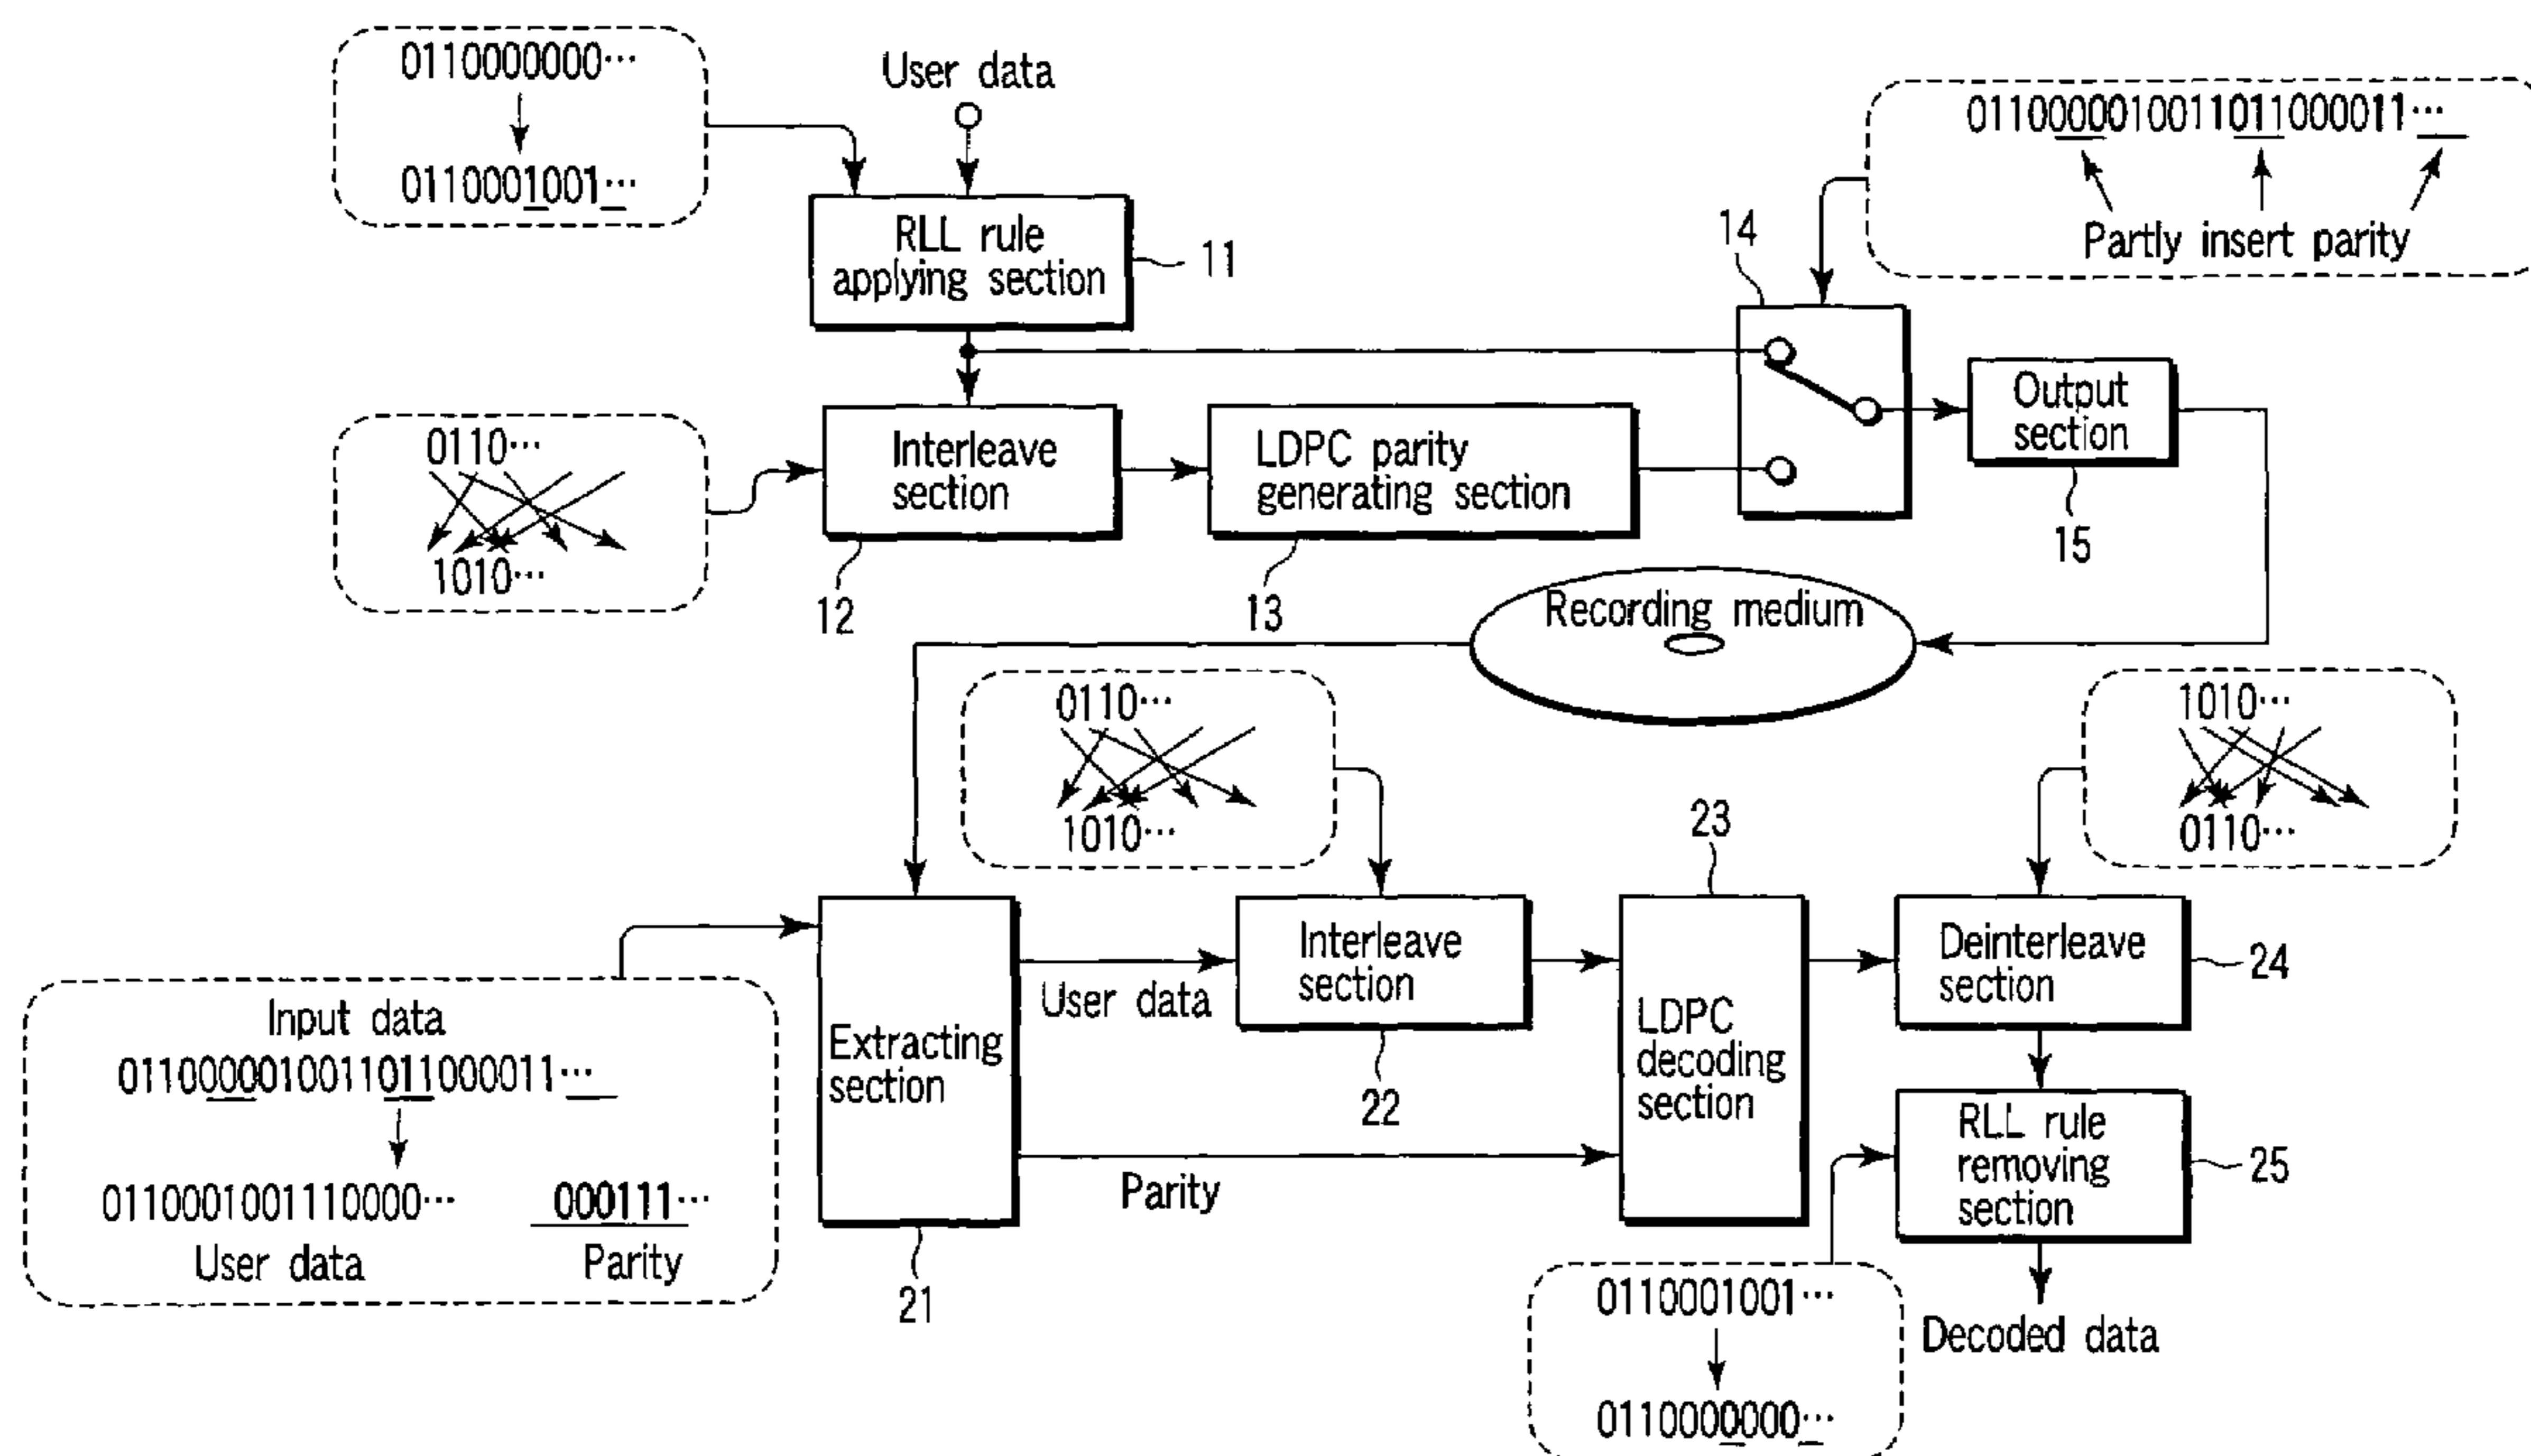 0110000000…
0110001001…
User data
RLL rule
applying section
11
0110000010011011000011…
Partly insert parity
14
Output
section
15
0110…
1010…
Interleave
section
12
LDPC parity
generating section
13
Recording medium
0110…
1010…
1010…
0110…
Input data
0110000010011011000011…
0110001001110000…
000111…
User data
Parity
Extracting
section
21
User data
Parity
Interleave
section
22
23
LDPC
decoding
section
Deinterleave
section
24
RLL rule
removing
section
25
0110001001…
0110000000…
Decoded data